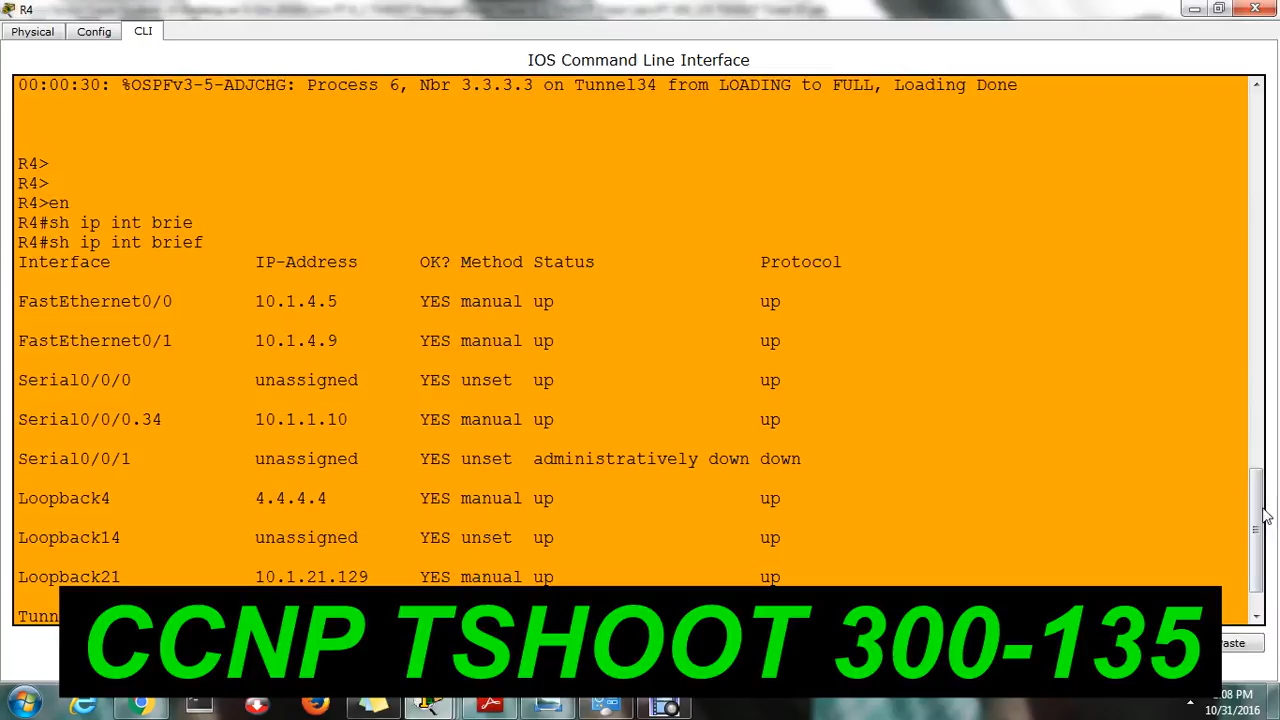 R4
Physical Config CLI
IOS Command Line Interface
00:00:30: %OSPFv3-5-ADJCHG: Process 6, Nbr 3.3.3.3 on Tunnel34 from LOADING to FULL, Loading Done
R4>
R4>
R4>en
R4#sh ip int brie
R4#sh ip int brief
Interface IP-Address OK? Method Status Protocol
FastEthernet0/0 10.1.4.5 YES manual up up
FastEthernet0/1 10.1.4.9 YES manual up up
Serial0/0/0 unassigned YES unset up up
Serial0/0/0.34 10.1.1.10 YES manual up up
Serial0/0/1 unassigned YES unset administratively down down
Loopback4 4.4.4.4 YES manual up up
Loopback14 unassigned YES unset up up
Loopback21 10.1.21.129 YES manual up up
Tunn
CCNP TSHOOT 300-135
aste
:08 PM
10/31/2016